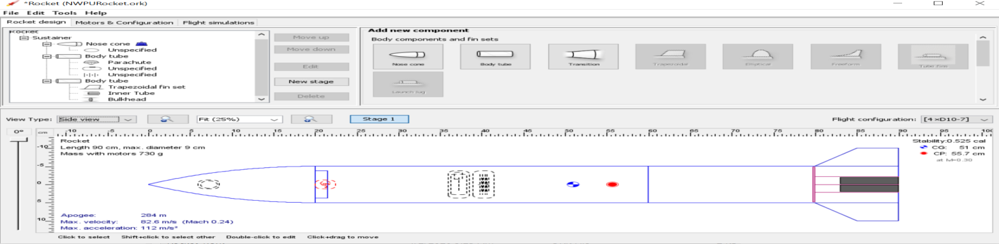 *Rocket (NWPURocket.ork)
File Edit Tools Help
Rocket design Motors & Configuration Flight simulations
Rocket
Sustainer
Nose cone
Unspecified
Body tube
Parachute
Unspecified
Unspecified
Body tube
Trapezoidal fin set
Inner Tube
Bulkhead
Move up
Move down
Edit
New stage
Delete
Add new component
Body components and fin sets
Nose cone Body tube Transition Trapezoidal Elliptical Freeform Tube fins
Launch lug
View Type: Side view Fit (25%) Stage 1 Flight configuration: [4×D10-7]
0° cm -10 -5 0 5 10 15 20 25 30 35 40 45 50 55 60 65 70 75 80 85 90 95 100
-10
-5
0
5
10
Rocket
Length 90 cm, max. diameter 9 cm
Mass with motors 730 g
Stability:0.525 cal
CG: 51 cm
CP: 55.7 cm
at M=0.30
Apogee: 284 m
Max. velocity: 82.6 m/s (Mach 0.24)
Max. acceleration: 112 m/s²
Click to select Shift+click to select other Double-click to edit Click+drag to move